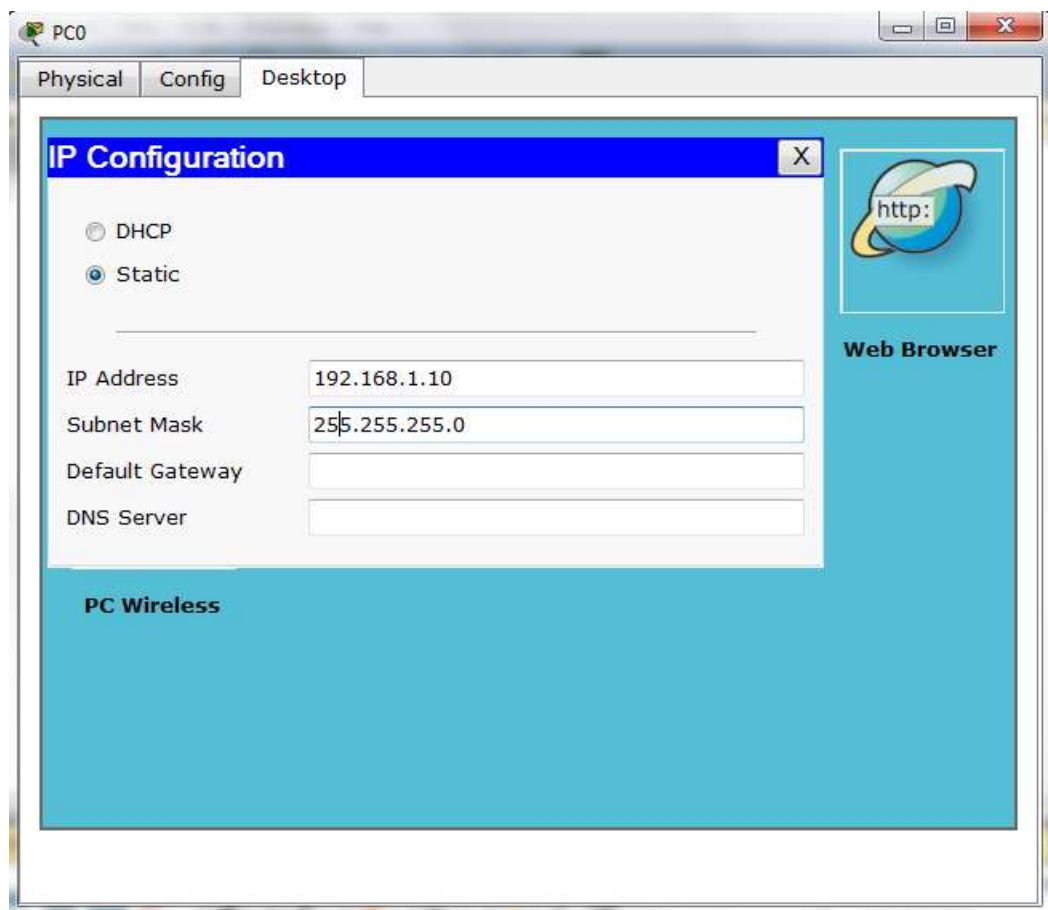 PC0
Physical Config Desktop
IP Configuration X
http:
DHCP
Static
Web Browser
IP Address 192.168.1.10
Subnet Mask 255.255.255.0
Default Gateway
DNS Server
PC Wireless